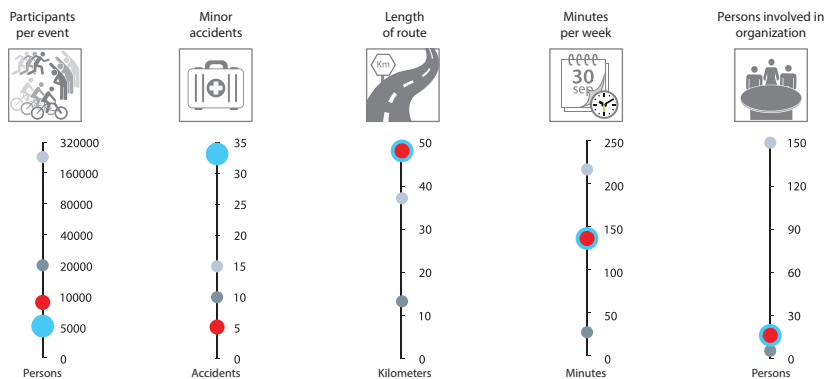 Participants
per event
Minor
accidents
Length
of route
Minutes
per week
Persons involved in
organization
Km
30
sep
320000
160000
80000
40000
20000
10000
5000
0
Persons
35
30
25
20
15
10
5
0
Accidents
50
40
30
20
10
0
Kilometers
250
200
150
100
50
0
Minutes
150
120
90
60
30
0
Persons